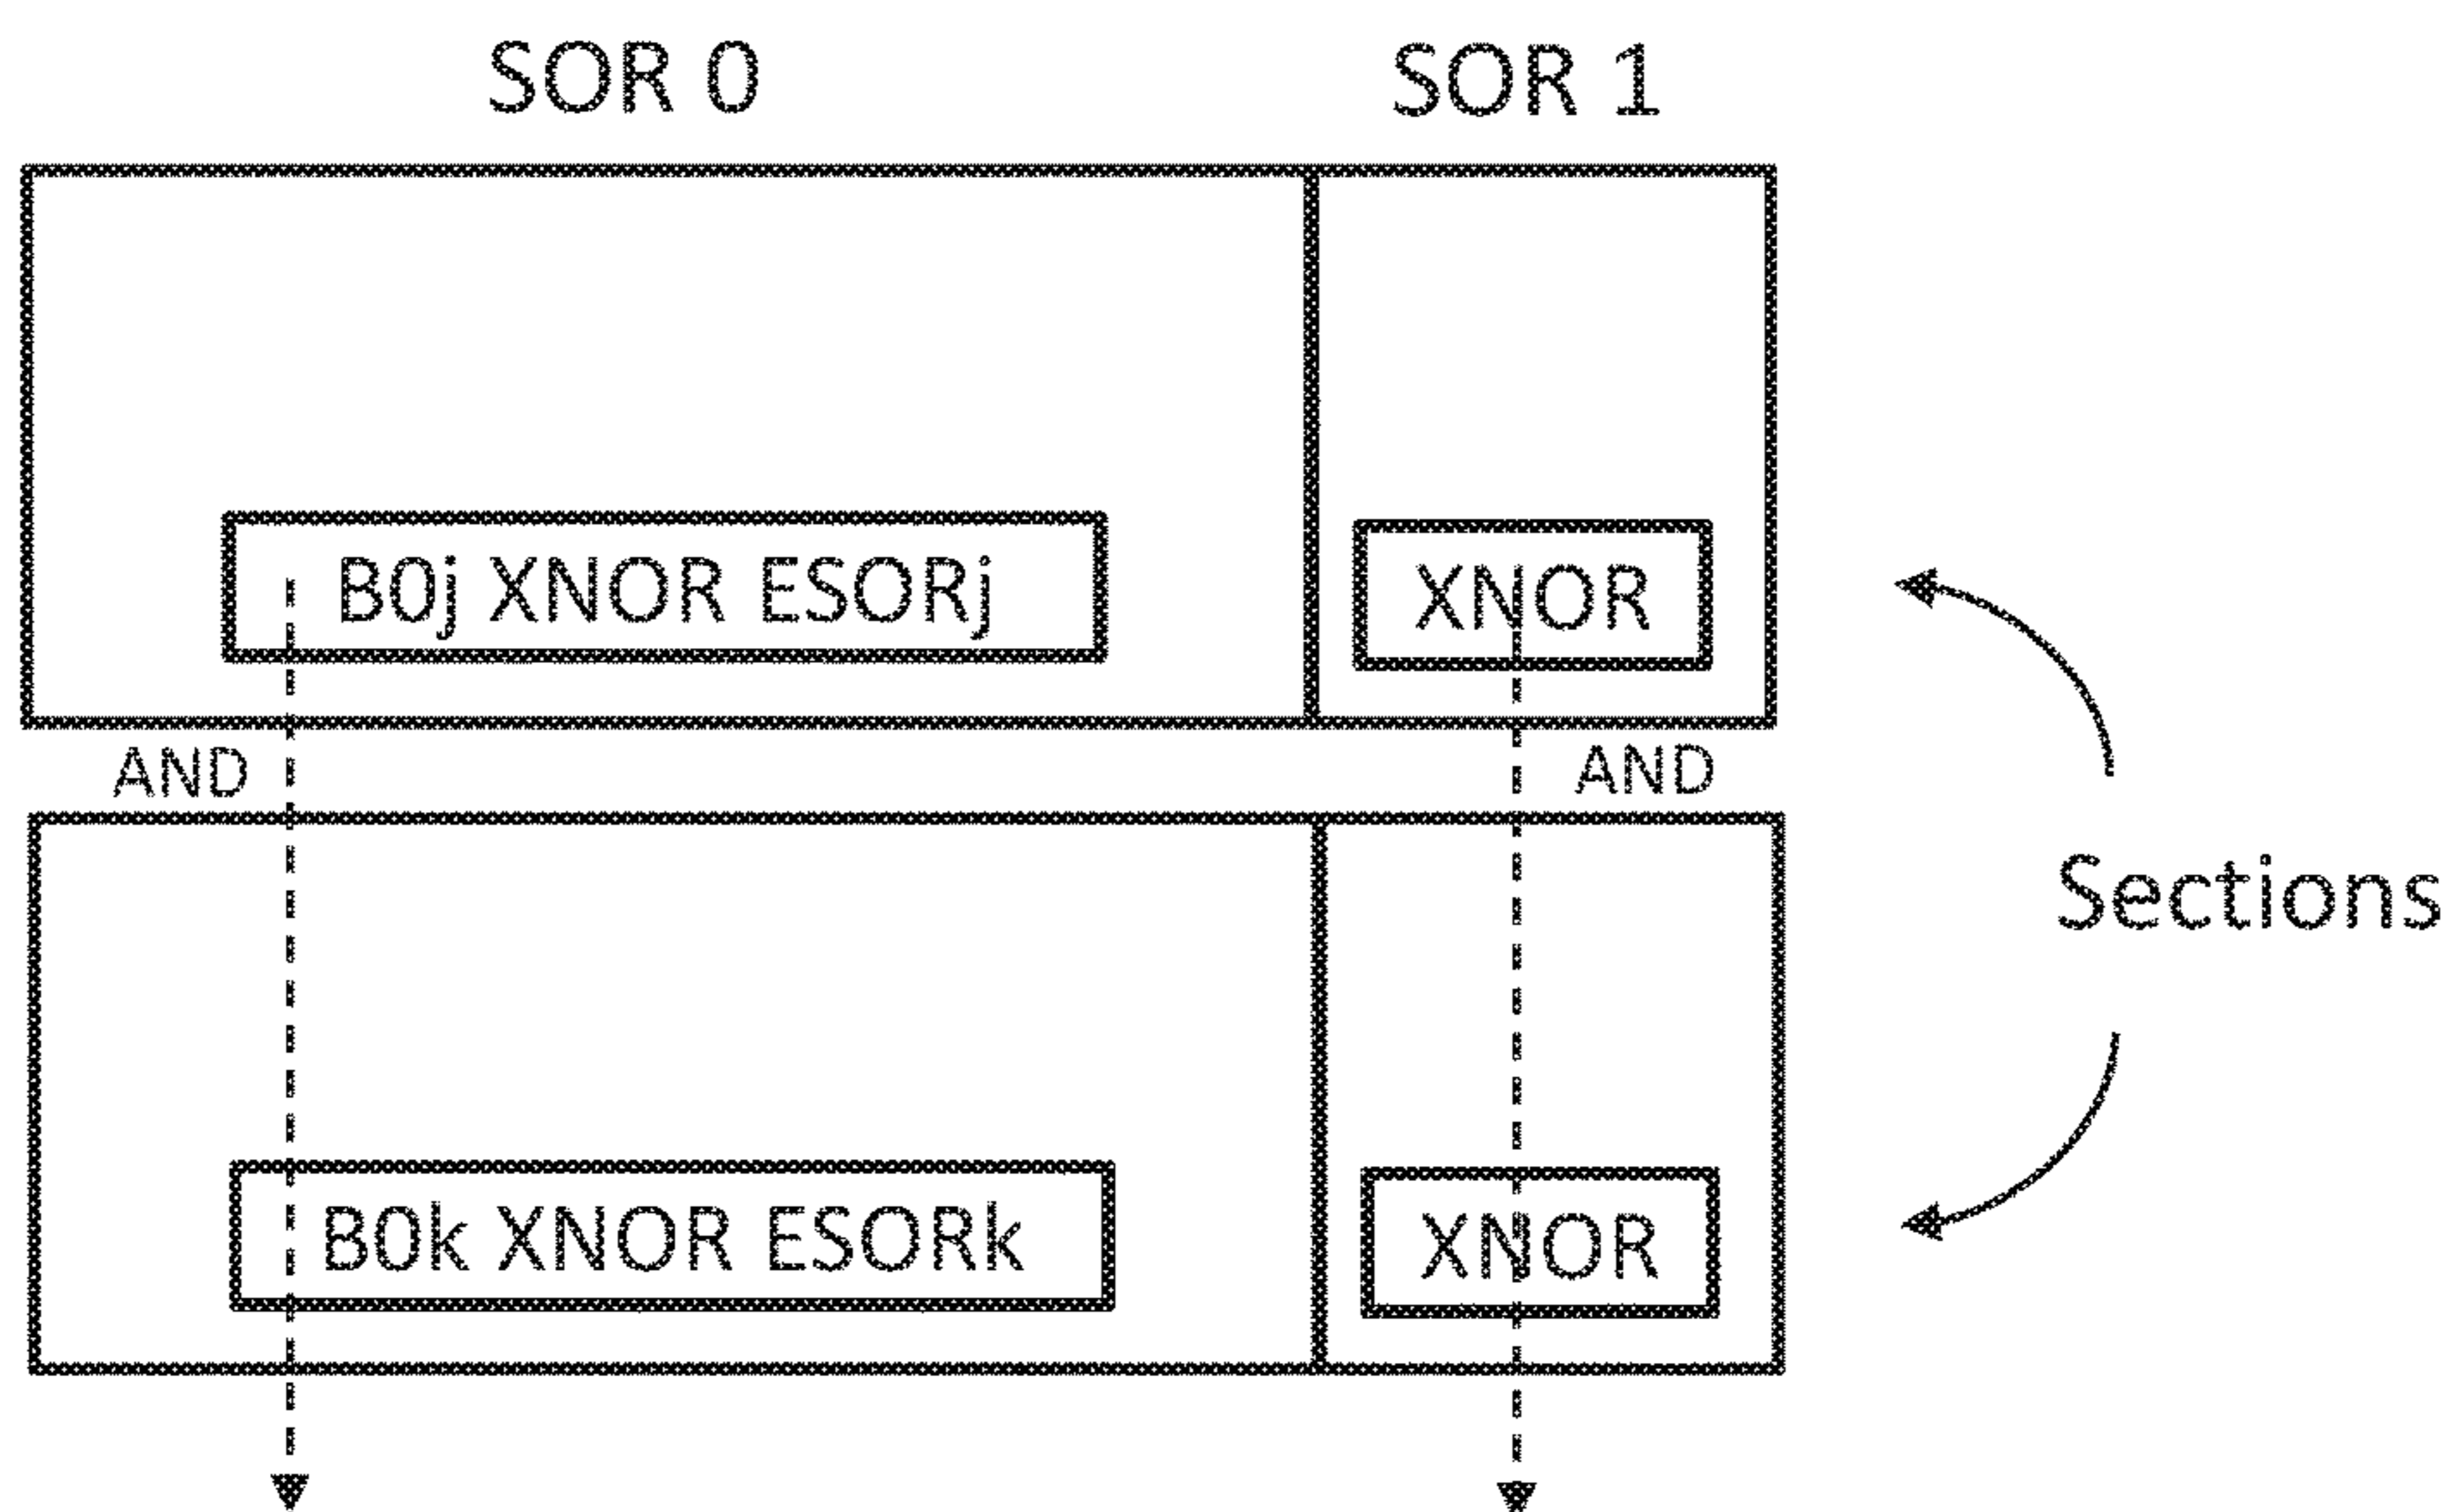 SOR 0 SOR 1
B0j XNOR ESORj XNOR
AND AND
Sections
B0k XNOR ESORk XNOR